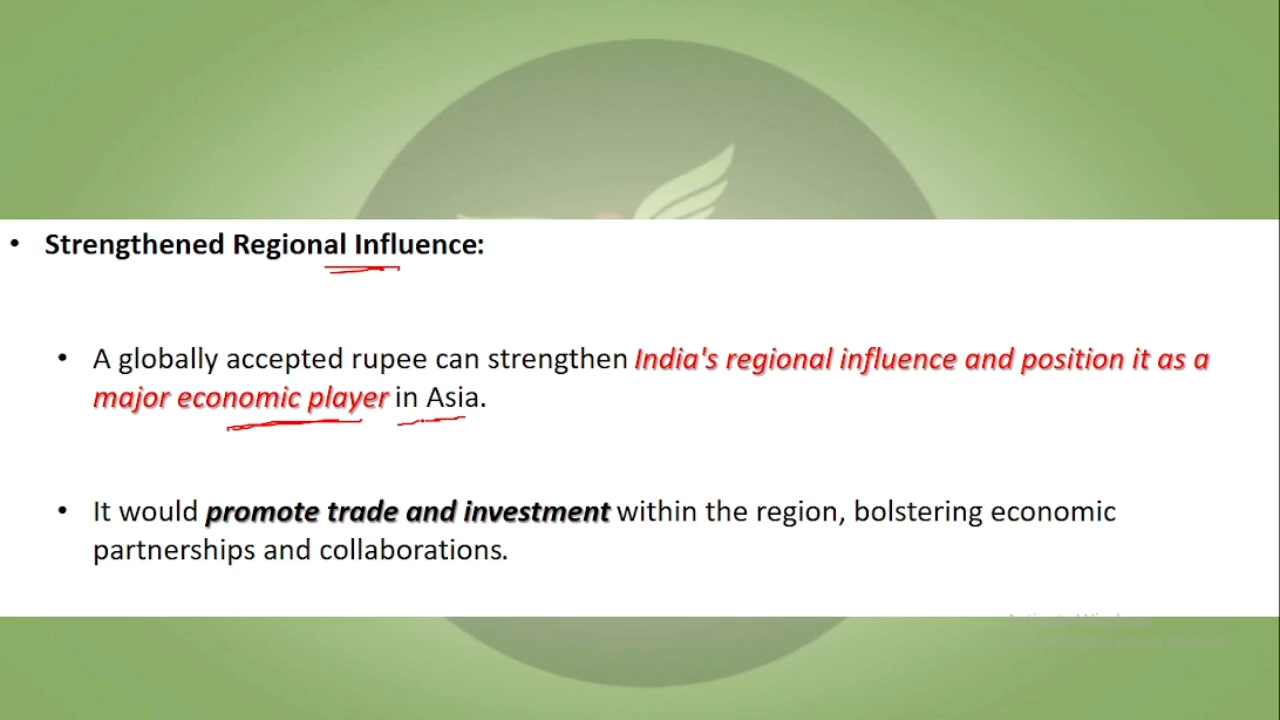 • Strengthened Regional Influence:
• A globally accepted rupee can strengthen India's regional influence and position it as a
major economic player in Asia.
• It would promote trade and investment within the region, bolstering economic
partnerships and collaborations.